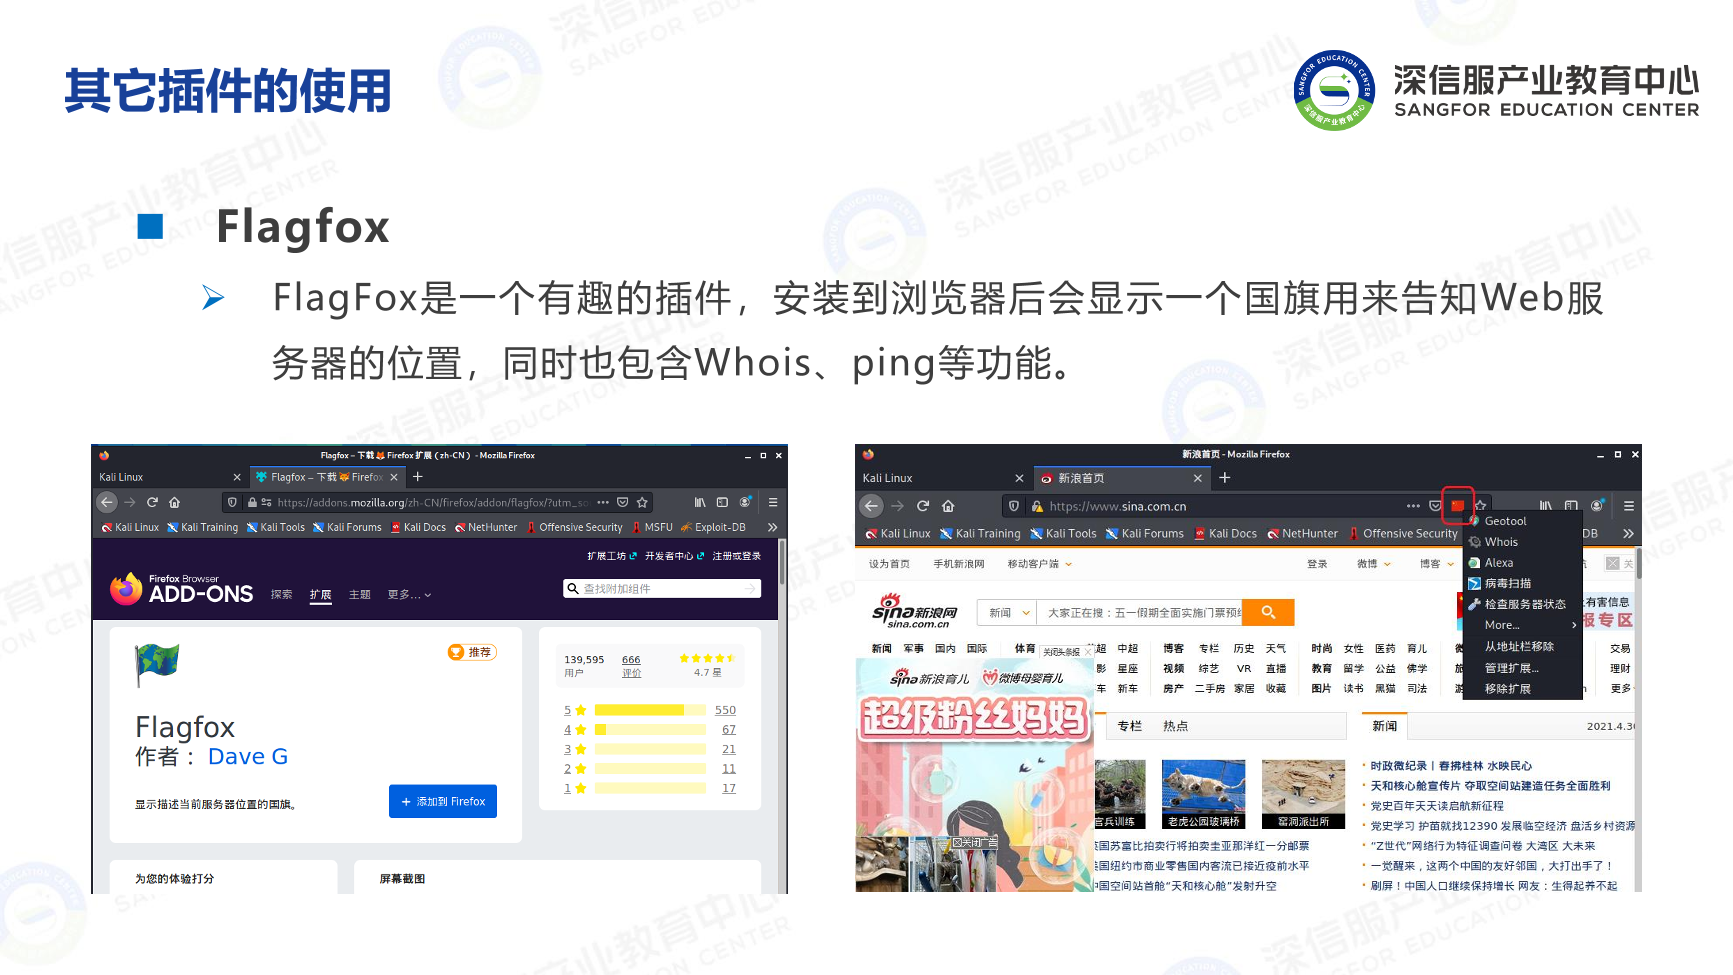 其它插件的使用
深信服产业教育中心
SANGFOR EDUCATION CENTER
Flagfox
FlagFox是一个有趣的插件，安装到浏览器后会显示一个国旗用来告知Web服
务器的位置，同时也包含Whois、ping等功能。
Flagfox – 下载 Firefox 扩展（zh-CN） - Mozilla Firefox
Kali Linux
Flagfox – 下载 Firefox
https://addons.mozilla.org/zh-CN/firefox/addon/flagfox/?utm_so
Kali Linux Kali Training Kali Tools Kali Forums Kali Docs NetHunter Offensive Security MSFU Exploit-DB
扩展工坊 开发者中心 注册或登录
Firefox Browser
ADD-ONS 探索 扩展 主题 更多...
查找附加组件
推荐
Flagfox
作者： Dave G
显示描述当前服务器位置的国旗。
+ 添加到 Firefox
139,595 666
用户 评价 4.7 星
5 550
4 67
3 21
2 11
1 17
为您的体验打分
屏幕截图
新浪首页 - Mozilla Firefox
Kali Linux
新浪首页
https://www.sina.com.cn
Kali Linux Kali Training Kali Tools Kali Forums Kali Docs NetHunter Offensive Security DB
Geotool
Whois
Alexa
病毒扫描
检查服务器状态
More...
从地址栏移除
管理扩展...
移除扩展
设为首页 手机新浪网 移动客户端 登录 微博 博客 关
sina新浪网
sina.com.cn
新闻 大家正在搜：五一假期全面实施门票预
有害信息
报专区
新闻 军事 国内 国际 体育 超 中超 博客 专栏 历史 天气 时尚 女性 医药 育儿 交易
关闭头条报
影 星座 视频 综艺 VR 直播 教育 留学 公益 佛学 理财
车 新车 房产 二手房 家居 收藏 图片 读书 黑猫 司法 更多
sina新浪育儿 微博母婴育儿
超级粉丝妈妈
关闭广告
专栏 热点
新闻 2021.4.30
官兵训练 老虎公园玻璃桥 窑洞派出所
英国苏富比拍卖行将拍卖圭亚那洋红一分邮票
美国纽约市商业零售国内客流已接近疫前水平
中国空间站首舱“天和核心舱”发射升空
时政微纪录丨春拂桂林 水映民心
天和核心舱宣传片 夺取空间站建造任务全面胜利
党史百年天天读启航新征程
党史学习 护苗就找12390 发展临空经济 盘活乡村资源
“Z世代”网络行为特征调查问卷 大湾区 大未来
一觉醒来，这两个中国的友好邻国，大打出手了！
刷屏！中国人口继续保持增长 网友：生得起养不起